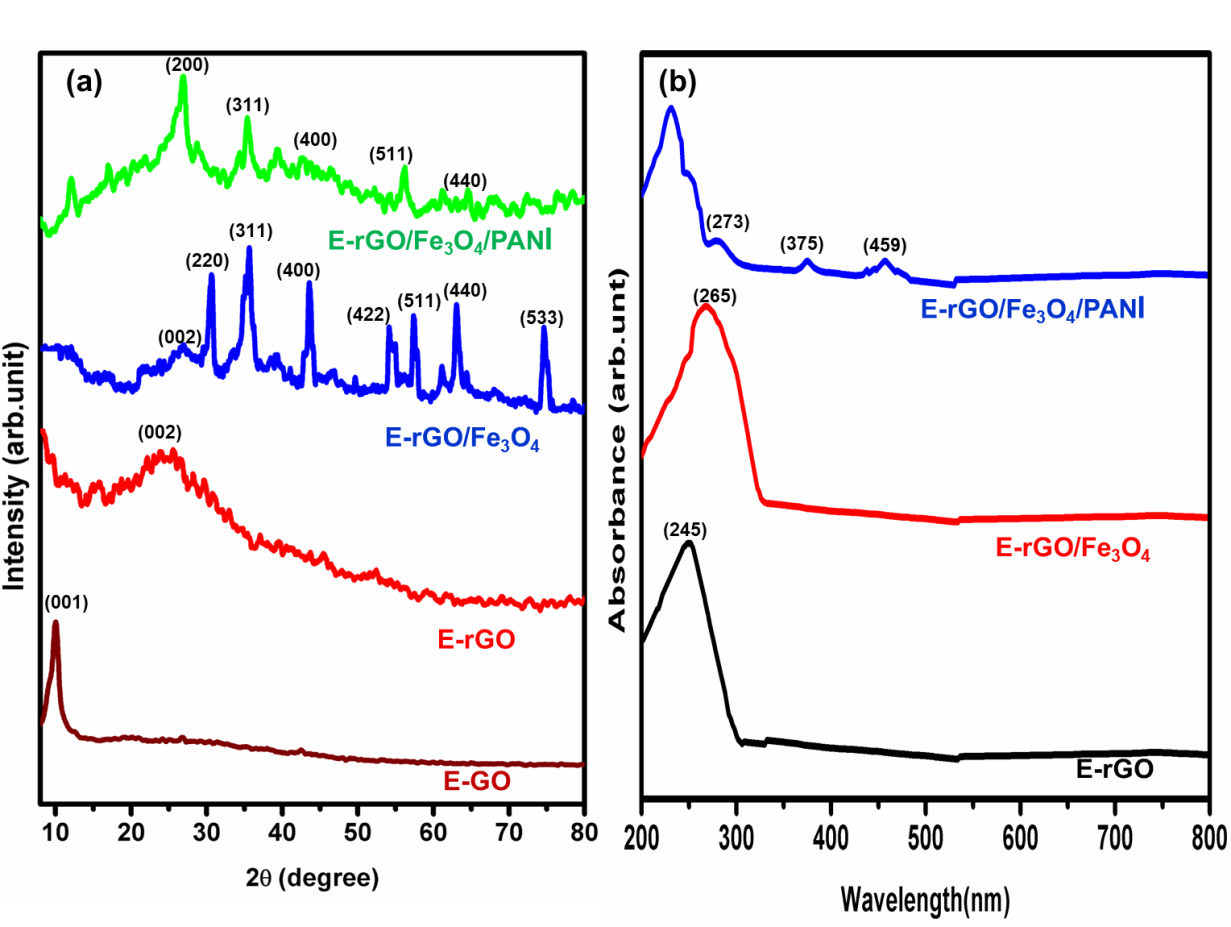 (a)
(200)
(311)
(400)
(511)
(440)
E-rGO/Fe₃O₄/PANI
(311)
(220)
(400)
(440)
(511)
(422)
(533)
(002)
E-rGO/Fe₃O₄
(002)
E-rGO
(001)
E-GO
Intensity (arb.unit)
10 20 30 40 50 60 70 80
2θ (degree)
(b)
(273)
(375)
(459)
E-rGO/Fe₃O₄/PANI
(265)
E-rGO/Fe₃O₄
(245)
E-rGO
Absorbance (arb.unt)
200 300 400 500 600 700 800
Wavelength(nm)